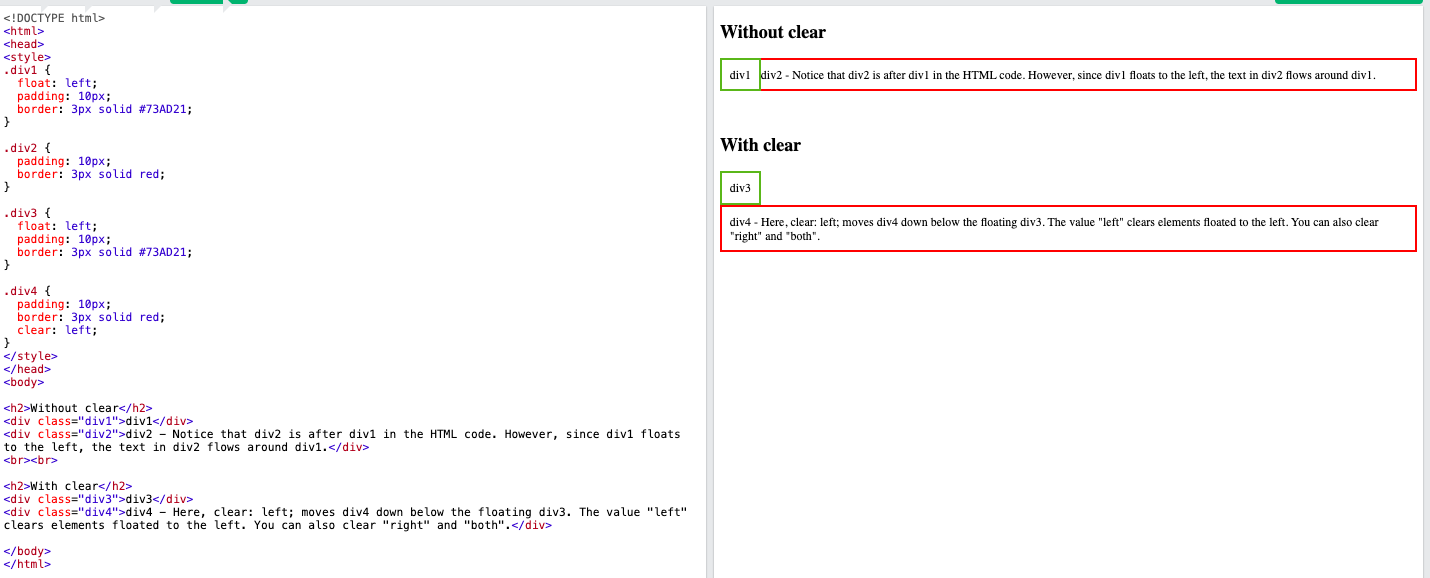 <!DOCTYPE html>
<html>
<head>
<style>
.div1 {
  float: left;
  padding: 10px;
  border: 3px solid #73AD21;
}

.div2 {
  padding: 10px;
  border: 3px solid red;
}

.div3 {
  float: left;
  padding: 10px;
  border: 3px solid #73AD21;
}

.div4 {
  padding: 10px;
  border: 3px solid red;
  clear: left;
}
</style>
</head>
<body>

<h2>Without clear</h2>
<div class="div1">div1</div>
<div class="div2">div2 - Notice that div2 is after div1 in the HTML code. However, since div1 floats
to the left, the text in div2 flows around div1.</div>
<br><br>

<h2>With clear</h2>
<div class="div3">div3</div>
<div class="div4">div4 - Here, clear: left; moves div4 down below the floating div3. The value "left"
clears elements floated to the left. You can also clear "right" and "both".</div>

</body>
</html>
Without clear
div1
div2 - Notice that div2 is after div1 in the HTML code. However, since div1 floats to the left, the text in div2 flows around div1.
With clear
div3
div4 - Here, clear: left; moves div4 down below the floating div3. The value "left" clears elements floated to the left. You can also clear
"right" and "both".